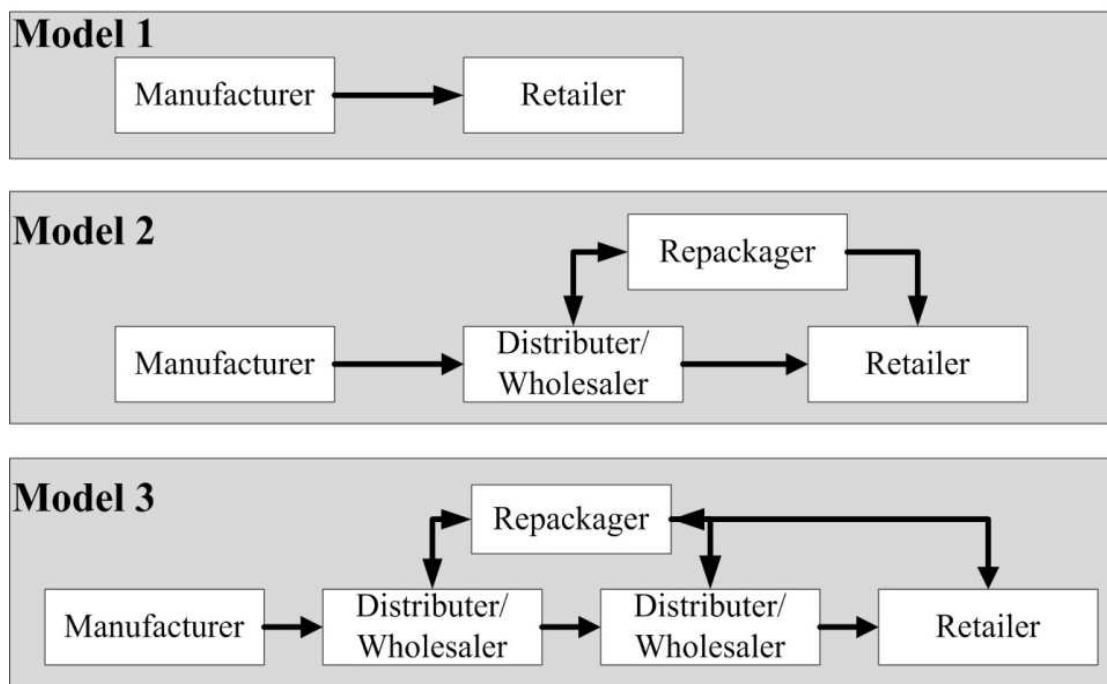 Model 1
Manufacturer
Retailer
Model 2
Repackager
Manufacturer
Distributer/
Wholesaler
Retailer
Model 3
Repackager
Manufacturer
Distributer/
Wholesaler
Distributer/
Wholesaler
Retailer